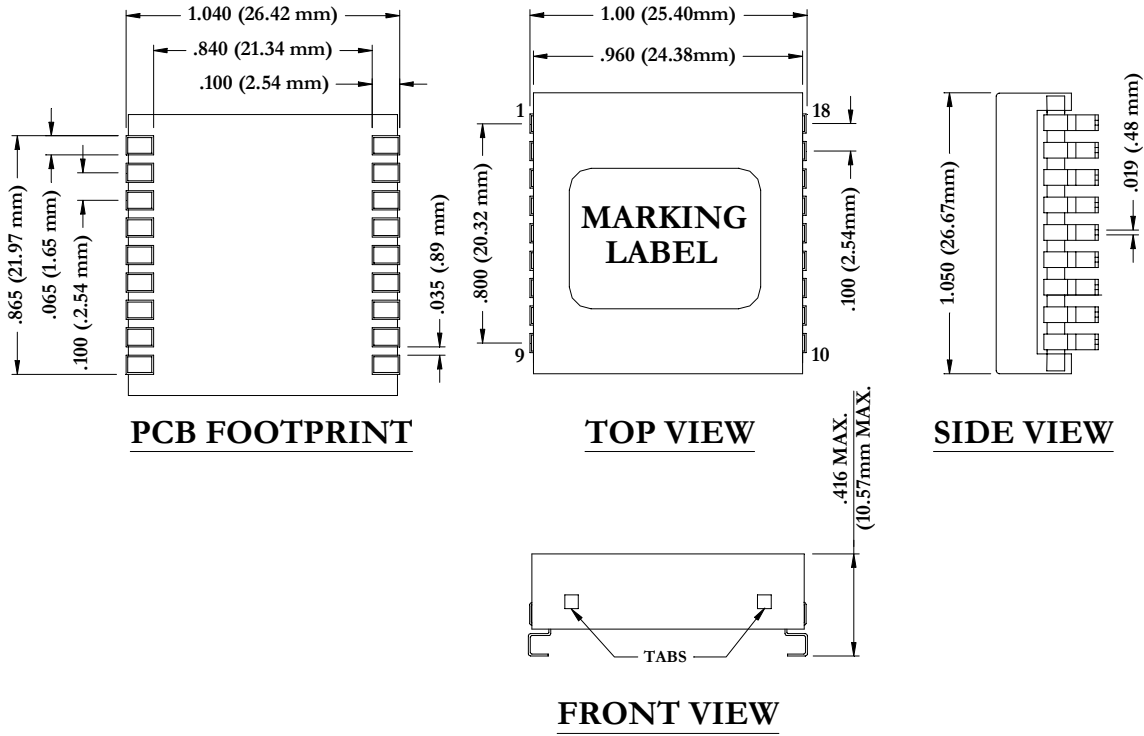 1.040 (26.42 mm)
.840 (21.34 mm)
.100 (2.54 mm)
.865 (21.97 mm)
.065 (1.65 mm)
.100 (.2.54 mm)
.035 (.89 mm)
PCB FOOTPRINT
1.00 (25.40mm)
.960 (24.38mm)
1
18
.800 (20.32 mm)
MARKING
LABEL
.100 (2.54mm)
9
10
TOP VIEW
1.050 (26.67mm)
.019 (.48 mm)
SIDE VIEW
.416 MAX.
(10.57mm MAX.
TABS
FRONT VIEW